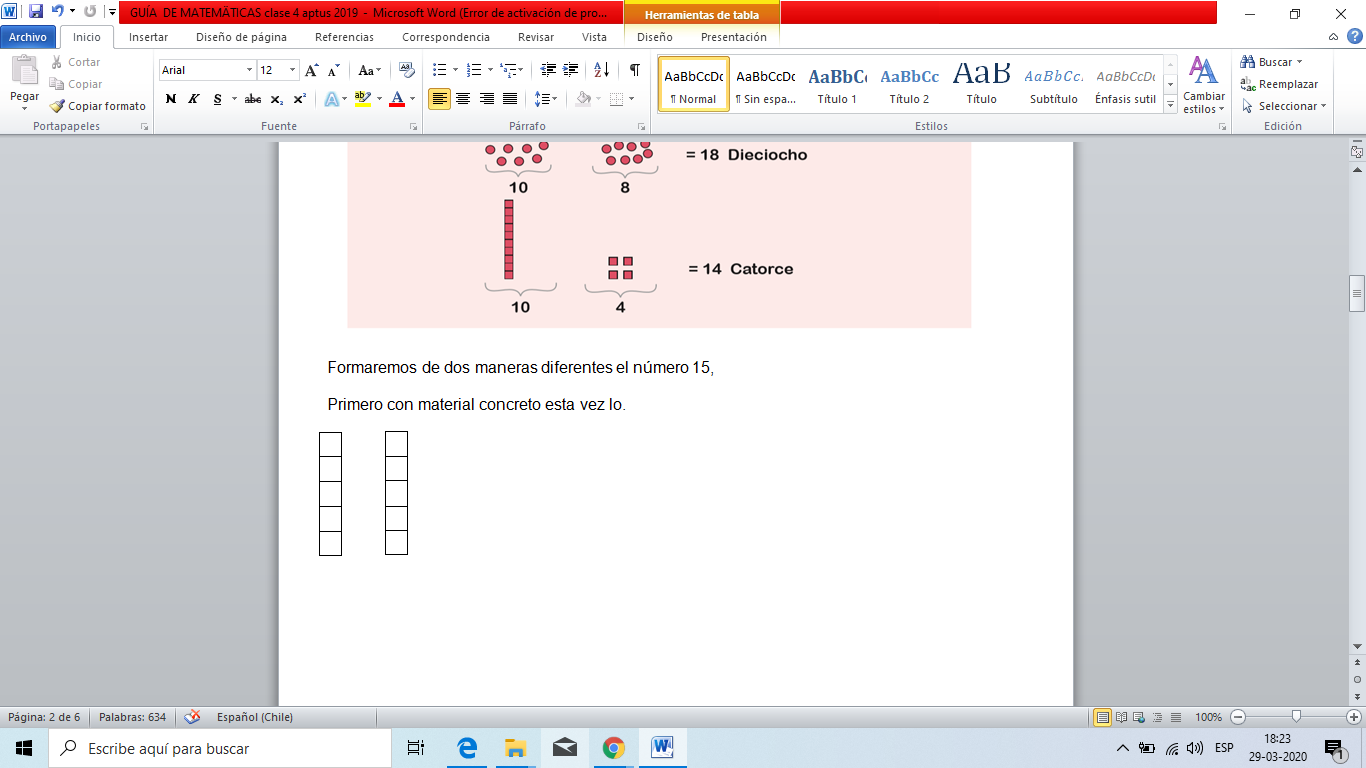 GUÍA DE MATEMÁTICAS clase 4 aptus 2019 - Microsoft Word (Error de activación de pro...
Herramientas de tabla
Archivo Inicio Insertar Diseño de página Referencias Correspondencia Revisar Vista Diseño Presentación
Pegar
Cortar
Copiar
Copiar formato
Portapapeles
Arial 12
N K S abc x₂ x²
Fuente
Párrafo
AaBbCcDc AaBbCcDc AaBbCc AaBbCc AaB AaBbCc. AaBbCcDc
¶ Normal ¶ Sin espa... Título 1 Título 2 Título Subtítulo Énfasis sutil
Estilos
Cambiar estilos
Buscar
Reemplazar
Seleccionar
Edición
= 18 Dieciocho
10 8
= 14 Catorce
10 4
Formaremos de dos maneras diferentes el número 15,
Primero con material concreto esta vez lo.
Página: 2 de 6 Palabras: 634 Español (Chile) 100%
Escribe aquí para buscar
ESP
18:23
29-03-2020
1